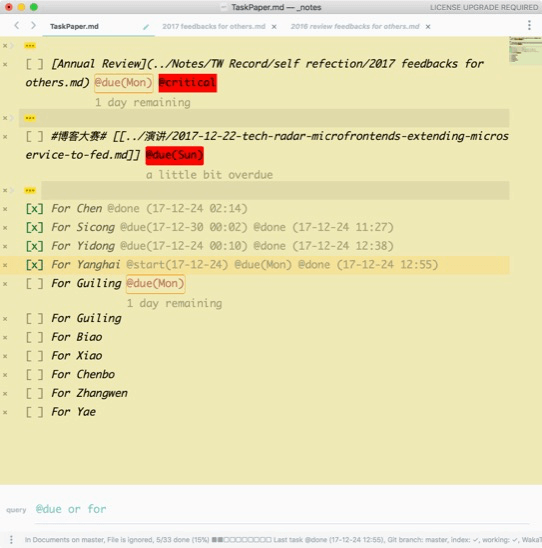 TaskPaper.md — _notes
LICENSE UPGRADE REQUIRED
TaskPaper.md
2017 feedbacks for others.md ×
2016 review feedbacks for others.md ×
[ ] [Annual Review](../Notes/TW Record/self refection/2017 feedbacks for
others.md) @due(Mon) @critical
1 day remaining
[ ] #博客大赛# [[../演讲/2017-12-22-tech-radar-microfrontends-extending-micros
ervice-to-fed.md]] @due(Sun)
a little bit overdue
[x] For Chen @done (17-12-24 02:14)
[x] For Sicong @due(17-12-30 00:02) @done (17-12-24 11:27)
[x] For Yidong @due(17-12-24 00:10) @done (17-12-24 12:38)
[x] For Yanghai @start(17-12-24) @due(Mon) @done (17-12-24 12:55)
[ ] For Guiling @due(Mon)
1 day remaining
[ ] For Guiling
[ ] For Biao
[ ] For Xiao
[ ] For Chenbo
[ ] For Zhangwen
[ ] For Yae
query @due or for
In Documents on master, File is ignored, 5/33 done (15%) ■■□□□□□□□□ Last task @done (17-12-24 12:55), Git branch: master, index: ✓, working: ✓, WakaT